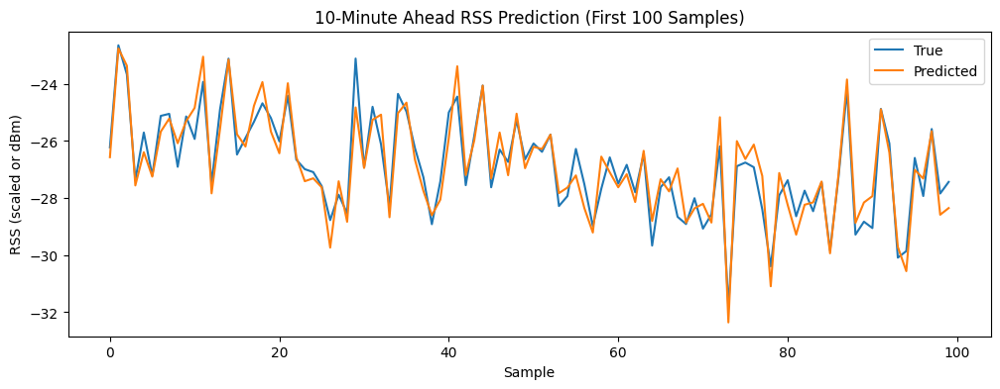 10-Minute Ahead RSS Prediction (First 100 Samples)
True
Predicted
RSS (scaled or dBm)
−24
−26
−28
−30
−32
0
20
40
60
80
100
Sample